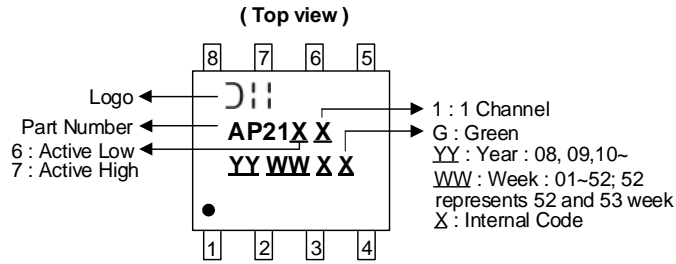 ( Top view )
8 7 6 5
Logo
Part Number
6 : Active Low
7 : Active High
AP21X X
YY WW X X
1 : 1 Channel
G : Green
YY : Year : 08, 09,10~
WW : Week : 01~52; 52
represents 52 and 53 week
X : Internal Code
1 2 3 4